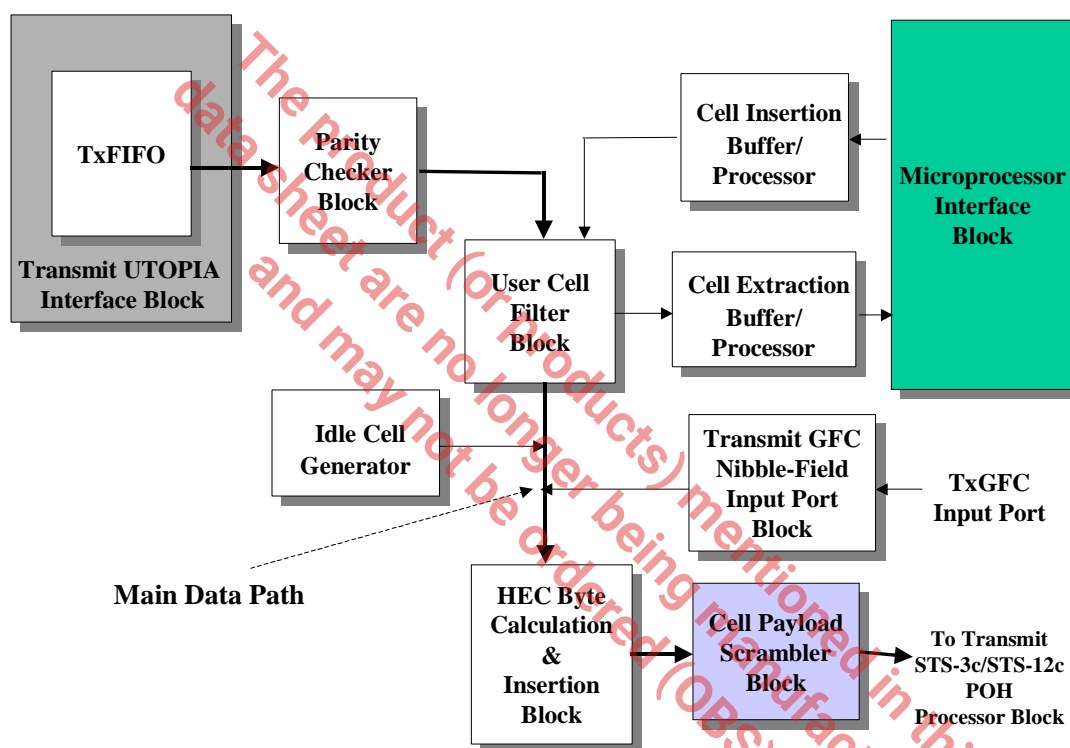 TxFIFO
Transmit UTOPIA
Interface Block
Parity
Checker
Block
Cell Insertion
Buffer/
Processor
Microprocessor
Interface
Block
User Cell
Filter
Block
Cell Extraction
Buffer/
Processor
Idle Cell
Generator
Transmit GFC
Nibble-Field
Input Port
Block
TxGFC
Input Port
Main Data Path
HEC Byte
Calculation
&
Insertion
Block
Cell Payload
Scrambler
Block
To Transmit
STS-3c/STS-12c
POH
Processor Block
The product (or products) mentioned in this
data sheet are no longer being manufac
and may not be ordered (OBS